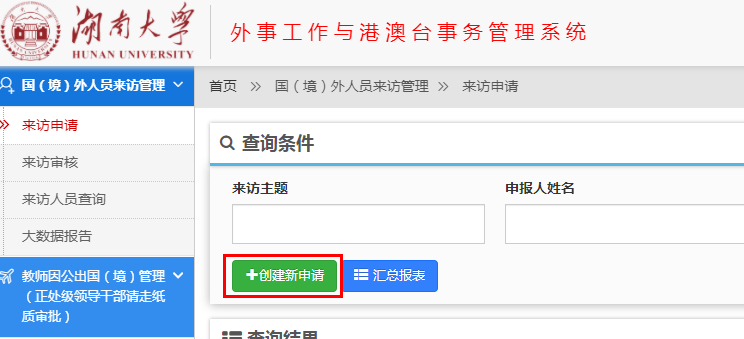 湖南大学
HUNAN UNIVERSITY
外事工作与港澳台事务管理系统
国（境）外人员来访管理
首页 国（境）外人员来访管理 来访申请
来访申请
来访审核
来访人员查询
大数据报告
教师因公出国（境）管理
（正处级领导干部请走纸
质审批）
查询条件
来访主题 申报人姓名
创建新申请 汇总报表
查询结果